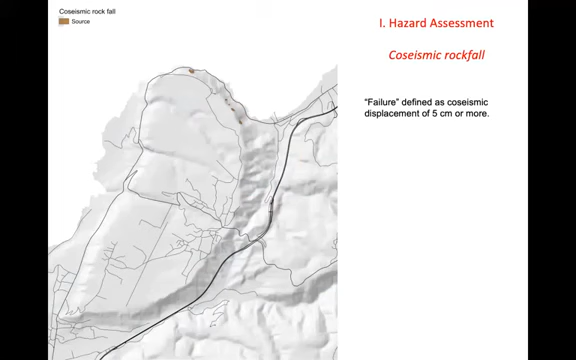 Coseismic rock fall
Source
I. Hazard Assessment
Coseismic rockfall
“Failure” defined as coseismic
displacement of 5 cm or more.